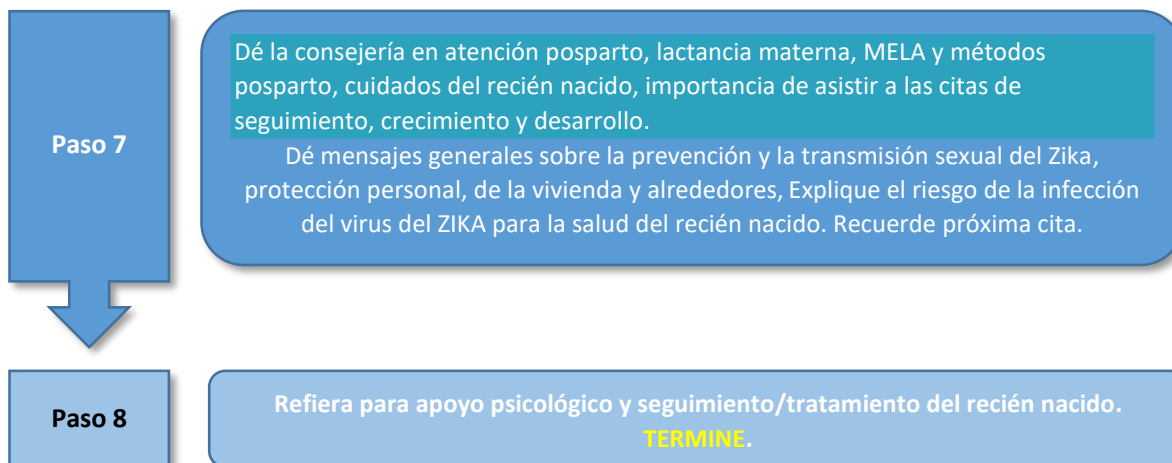 Paso 7
Dé la consejería en atención posparto, lactancia materna, MELA y métodos
posparto, cuidados del recién nacido, importancia de asistir a las citas de
seguimiento, crecimiento y desarrollo.
Dé mensajes generales sobre la prevención y la transmisión sexual del Zika,
protección personal, de la vivienda y alrededores, Explique el riesgo de la infección
del virus del ZIKA para la salud del recién nacido. Recuerde próxima cita.
Paso 8
Refiera para apoyo psicológico y seguimiento/tratamiento del recién nacido.
TERMINE.